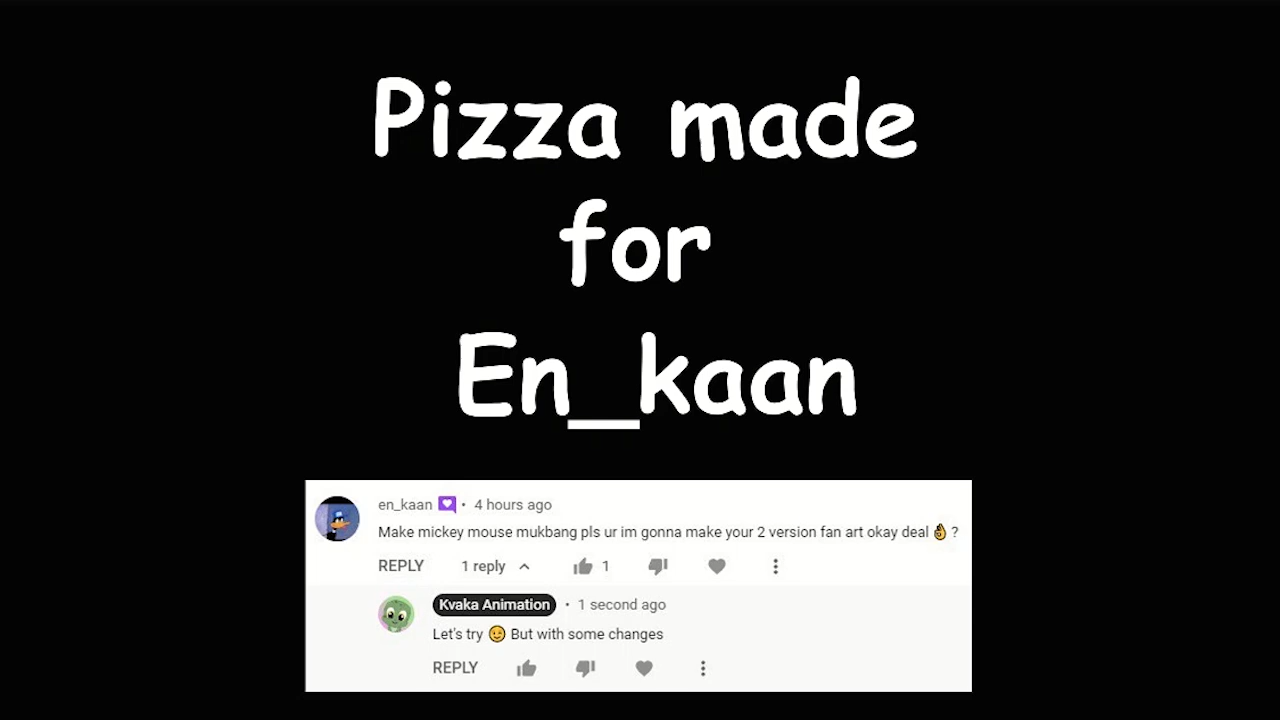 Pizza made
for
En_kaan
en_kaan • 4 hours ago
Make mickey mouse mukbang pls ur im gonna make your 2 version fan art okay deal 👌 ?
REPLY 1 reply 1
Kvaka Animation • 1 second ago
Let's try 😉 But with some changes
REPLY